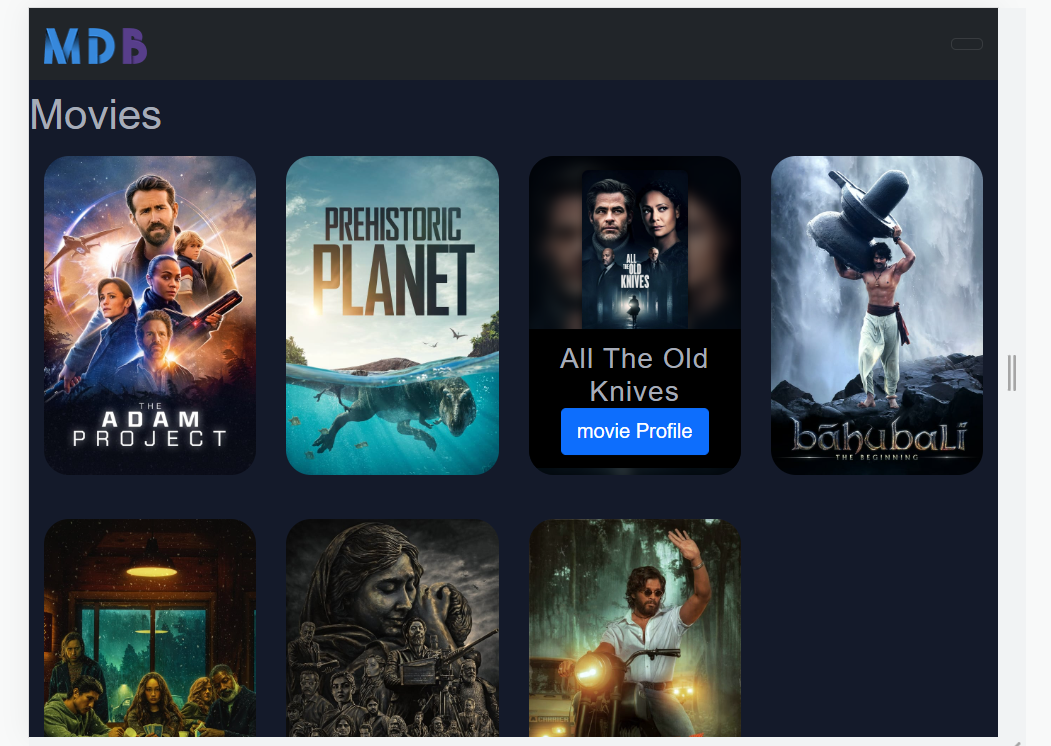 MDB
Movies
THE
ADAM
PROJECT
PREHISTORIC
PLANET
ALL
THE OLD
KNIVES
All The Old
Knives
movie Profile
bāhubali
THE BEGINNING